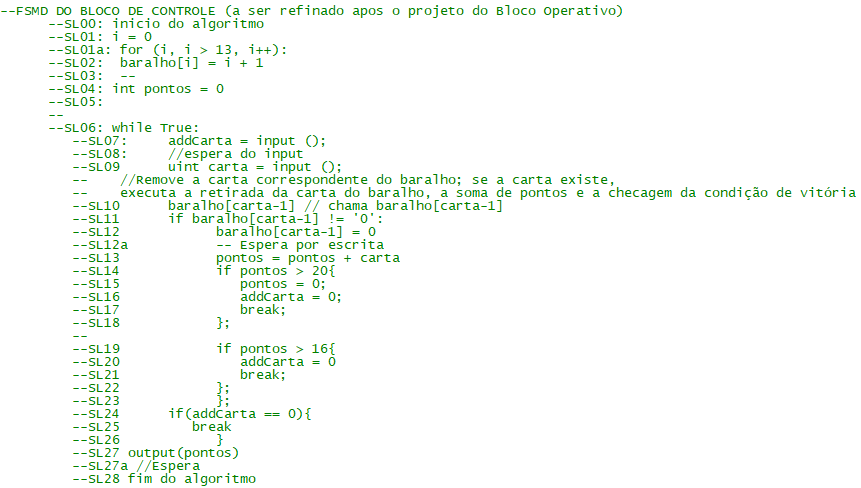 --FSMD DO BLOCO DE CONTROLE (a ser refinado apos o projeto do Bloco Operativo)
--SL00: inicio do algoritmo
--SL01: i = 0
--SL01a: for (i, i > 13, i++):
--SL02:  baralho[i] = i + 1
--SL03:  --
--SL04: int pontos = 0
--SL05:
--
--SL06: while True:
--SL07:     addCarta = input ();
--SL08:     //espera do input
--SL09      uint carta = input ();
--    //Remove a carta correspondente do baralho; se a carta existe,
--    executa a retirada da carta do baralho, a soma de pontos e a checagem da condição de vitória
--SL10      baralho[carta-1] // chama baralho[carta-1]
--SL11      if baralho[carta-1] != '0':
--SL12            baralho[carta-1] = 0
--SL12a           -- Espera por escrita
--SL13            pontos = pontos + carta
--SL14            if pontos > 20{
--SL15               pontos = 0;
--SL16               addCarta = 0;
--SL17               break;
--SL18            };
--
--SL19            if pontos > 16{
--SL20               addCarta = 0
--SL21               break;
--SL22            };
--SL23            };
--SL24      if(addCarta == 0){
--SL25         break
--SL26            }
--SL27 output(pontos)
--SL27a //Espera
--SL28 fim do algoritmo